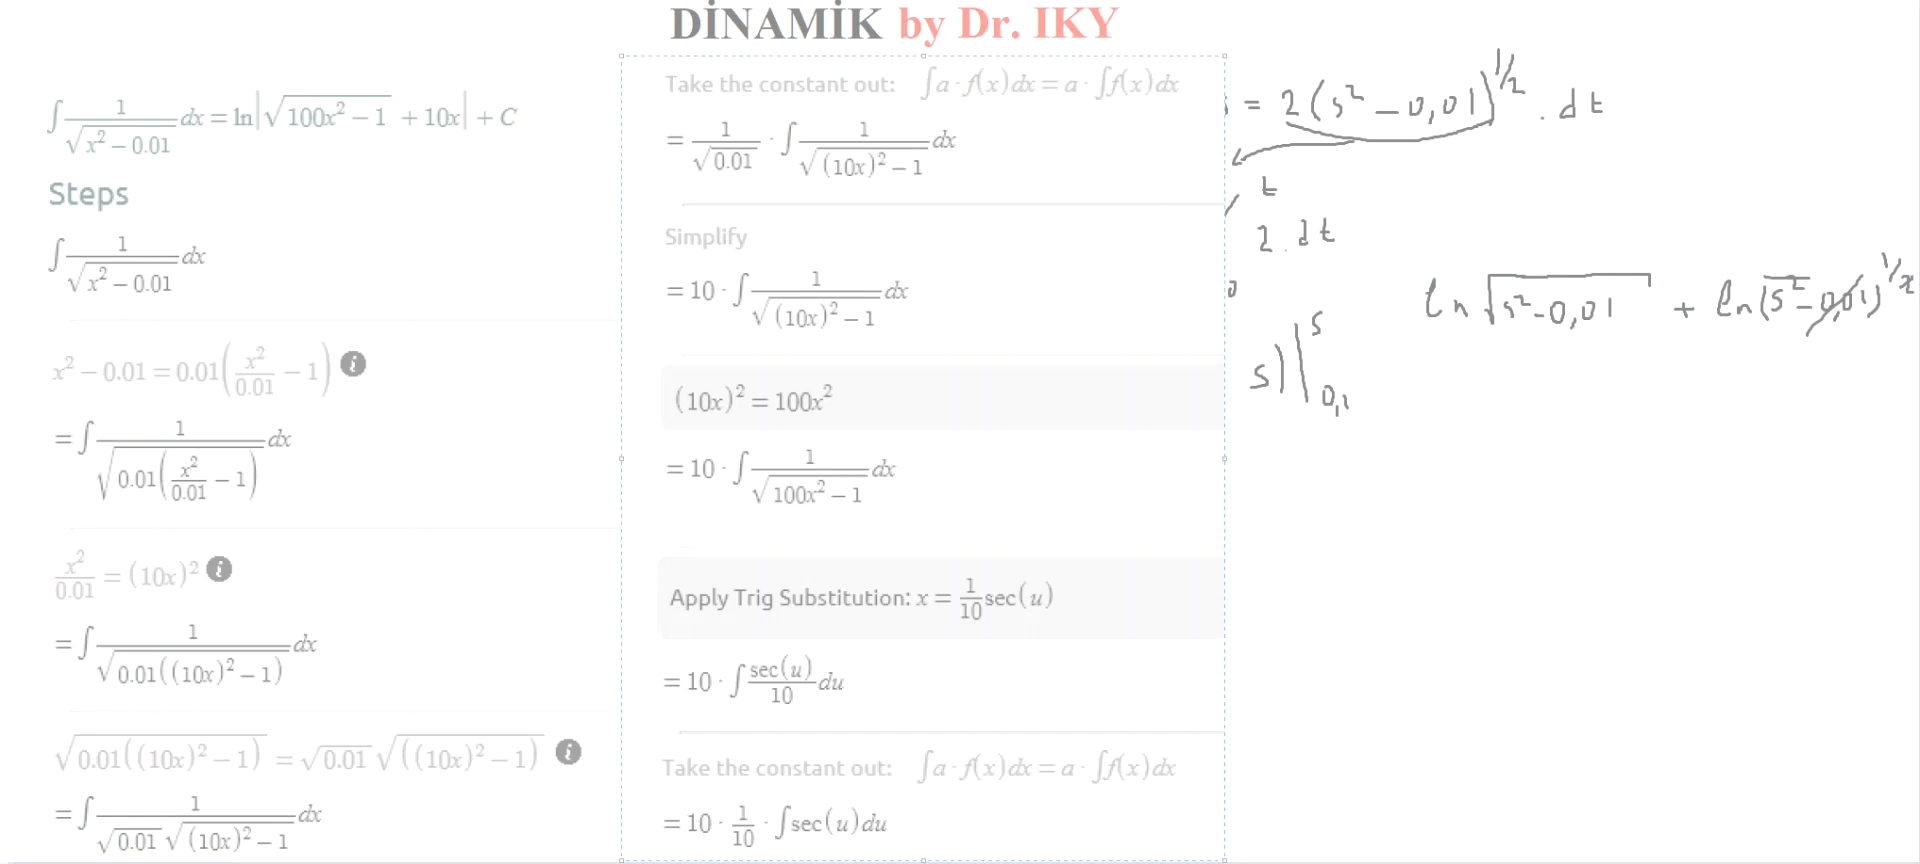 DİNAMİK by Dr. IKY
∫ 1/√(x² – 0.01) dx = ln|√(100x² – 1) + 10x| + C
Steps
∫ 1/√(x² – 0.01) dx
x² – 0.01 = 0.01(x²/0.01 – 1)
= ∫ 1/√(0.01(x²/0.01 – 1)) dx
x²/0.01 = (10x)²
= ∫ 1/√(0.01((10x)² – 1)) dx
√(0.01((10x)² – 1)) = √0.01 √((10x)² – 1)
= ∫ 1/(√0.01 √((10x)² – 1)) dx
Take the constant out: ∫a · f(x)dx = a · ∫f(x)dx
= 1/√0.01 · ∫ 1/√((10x)² – 1) dx
Simplify
= 10 · ∫ 1/√((10x)² – 1) dx
(10x)² = 100x²
= 10 · ∫ 1/√(100x² – 1) dx
Apply Trig Substitution: x = 1/10 sec(u)
= 10 · ∫ sec(u)/10 du
Take the constant out: ∫a · f(x)dx = a · ∫f(x)dx
= 10 · 1/10 · ∫sec(u)du
= 2(s² – 0,01)^1/2 . dt
t
2 . dt
0
s)|
s
0,1
ln √(s² – 0,01) + ln(s² – 0,01)^1/2